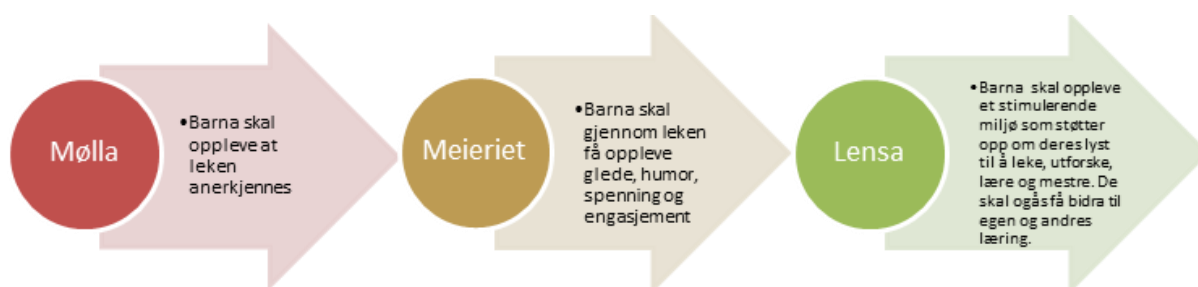 Mølla
•Barna skal
oppleve at
leken
anerkjennes
Meieriet
•Barna skal
gjennom leken
få oppleve
glede, humor,
spenning og
engasjement
Lensa
•Barna skal oppleve
et stimulerende
miljø som støtter
opp om deres lyst
til å leke, utforske,
lære og mestre. De
skal ogås få bidra til
egen og andres
læring.